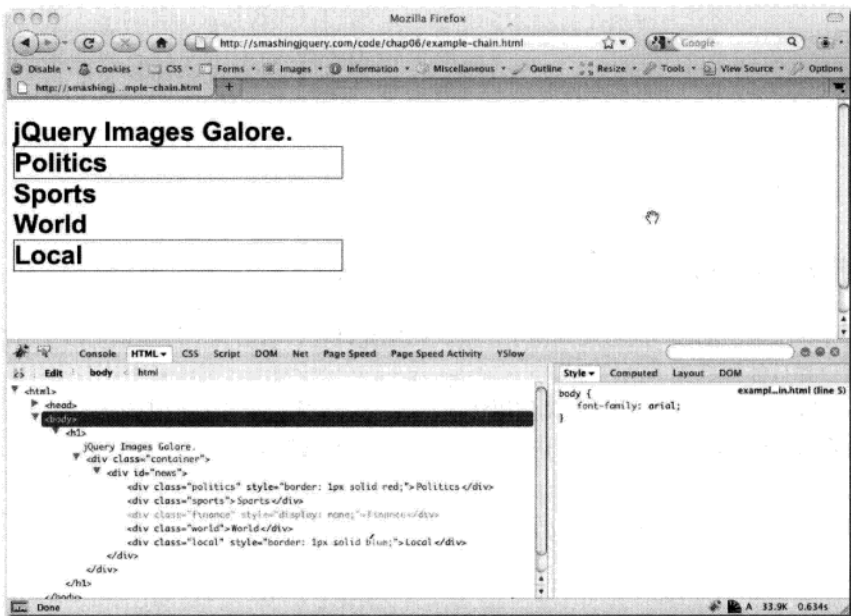 Mozilla Firefox
http://smashingjquery.com/code/chap06/example-chain.html
Google
Disable Cookies CSS Forms Images Information Miscellaneous Outline Resize Tools View Source Options
http://smashingj...mple-chain.html +
jQuery Images Galore.
Politics
Sports
World
Local
Console HTML CSS Script DOM Net Page Speed Page Speed Activity YSlow
Edit body < html
Style Computed Layout DOM
<html>
<head>
<body>
<h1>
jQuery Images Galore.
<div class="container">
<div id="news">
<div class="politics" style="border: 1px solid red;">Politics</div>
<div class="sports">Sports</div>
<div class="finance" style="display: none;">Finance</div>
<div class="world">World</div>
<div class="local" style="border: 1px solid blue;">Local</div>
</div>
</div>
</h1>
</body>
body {
font-family: arial;
}
exampl...in.html (line 5)
Done
A 33.9K 0.634s